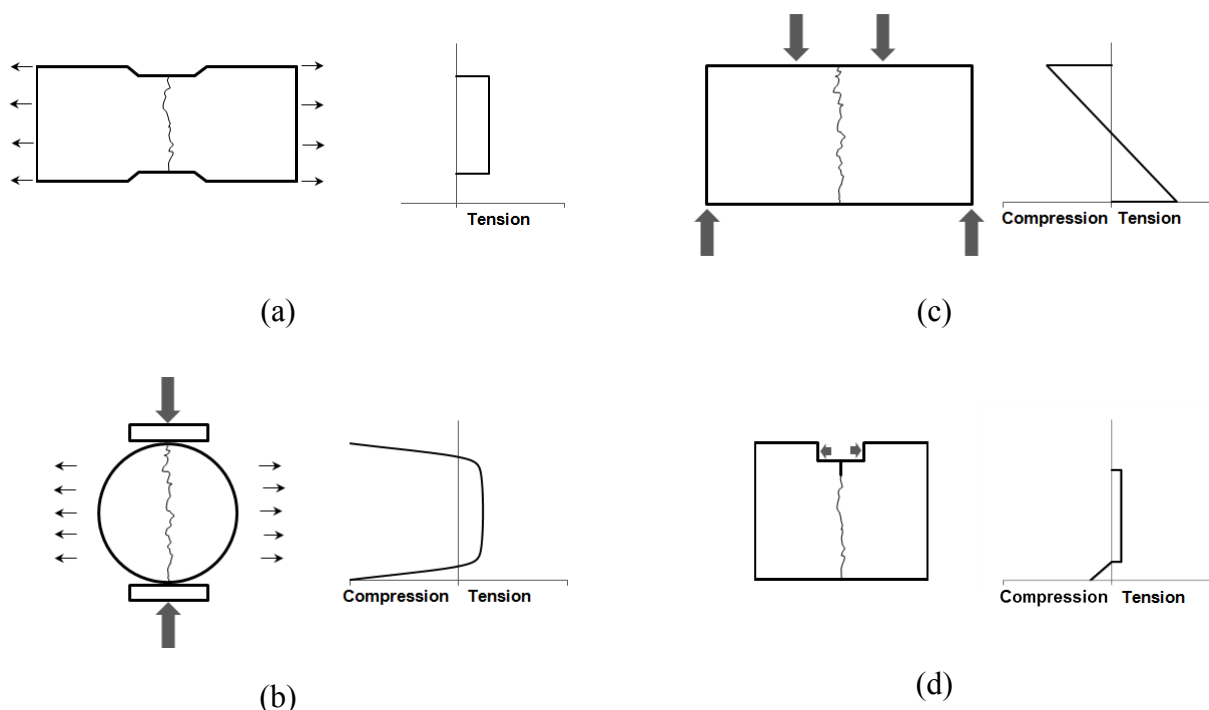 Tension
(a)
Compression Tension
(c)
Compression Tension
(b)
Compression Tension
(d)